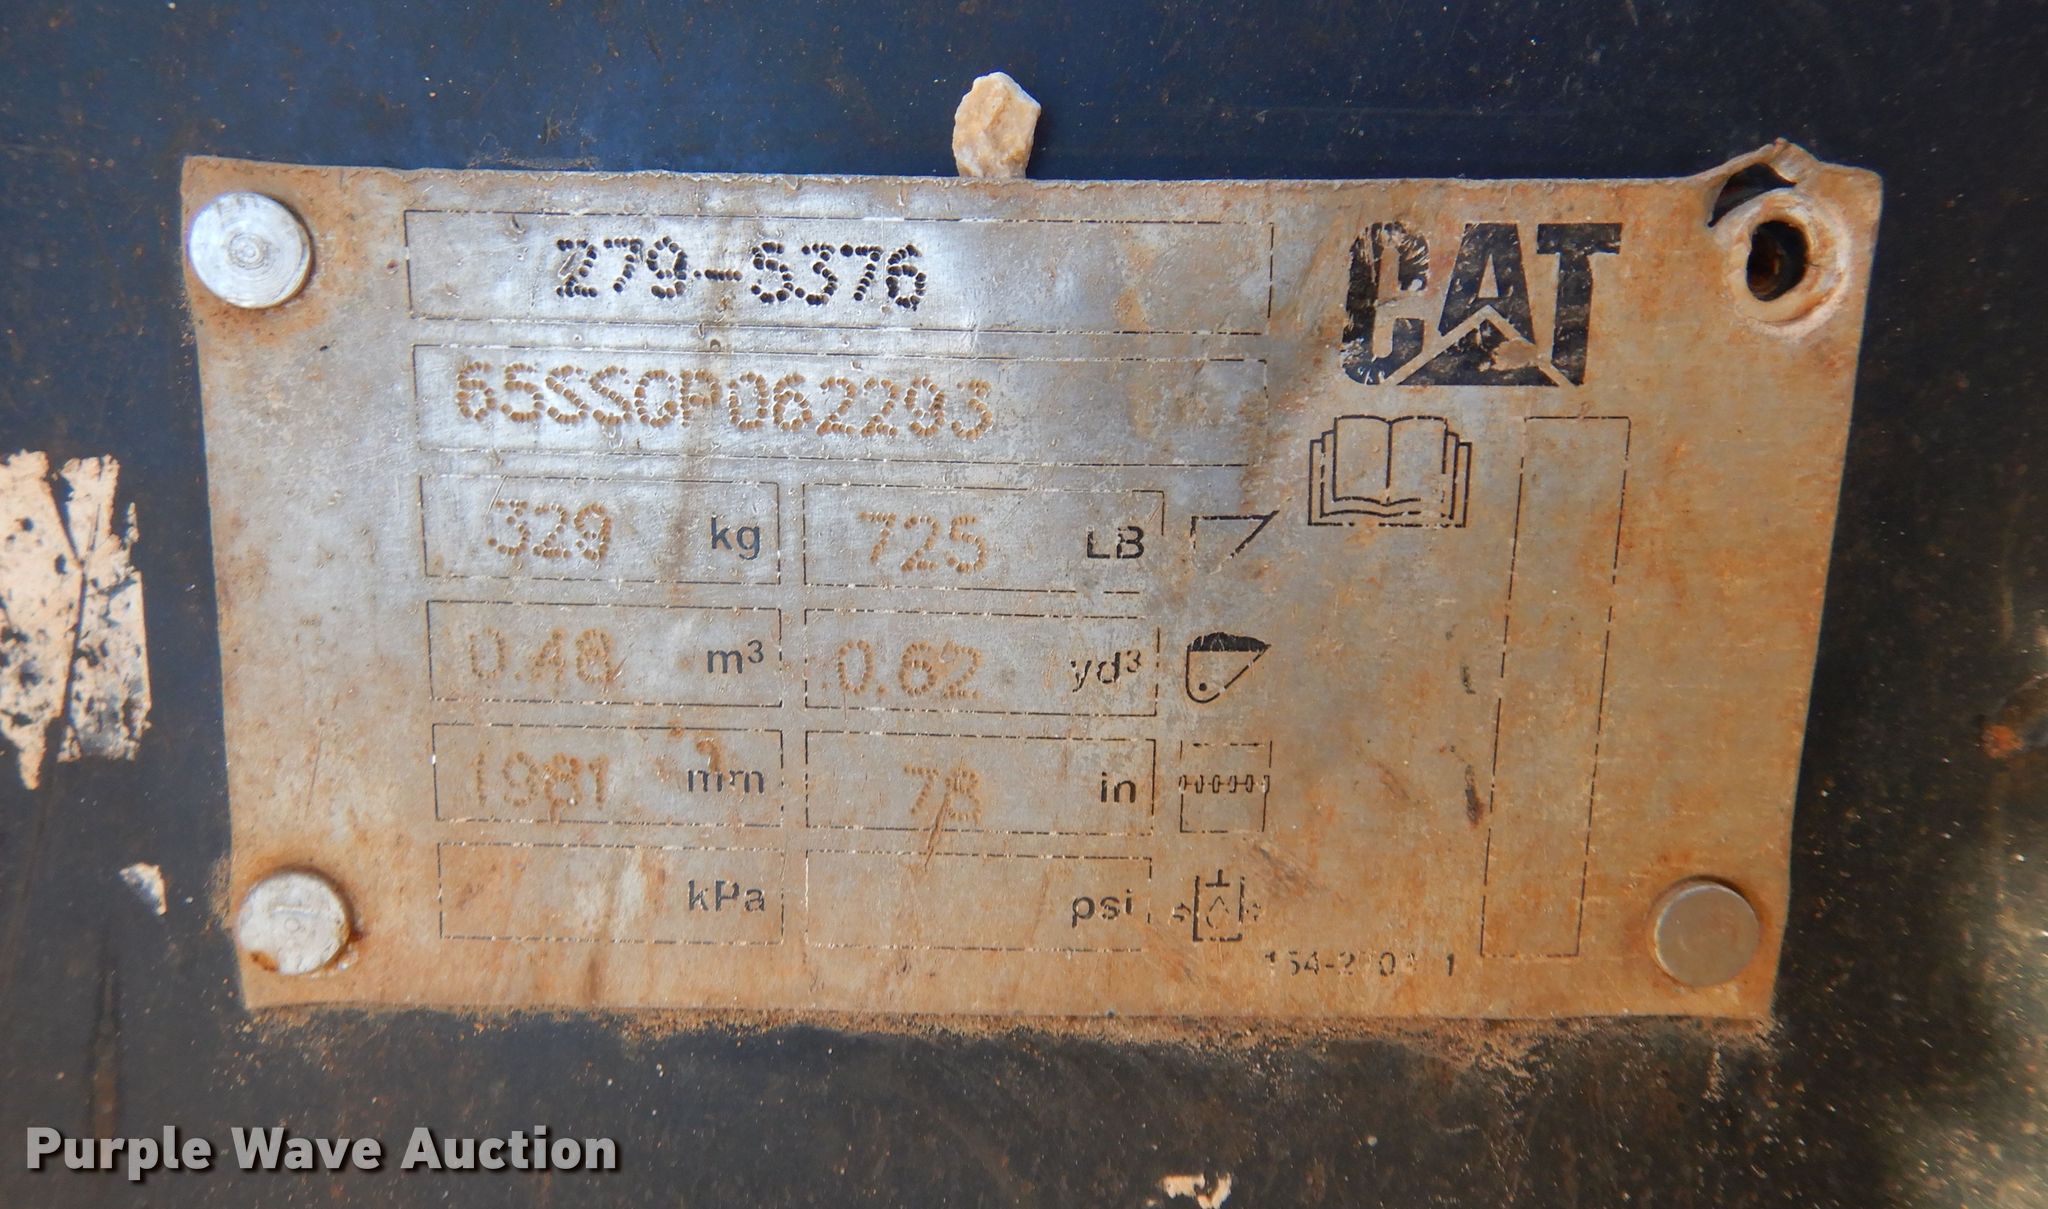 279-5376
CAT
65SSGP062293
329 kg 725 LB
0.48 m³ 0.62 yd³
1981 mm 78 in
kPa psi
Purple Wave Auction